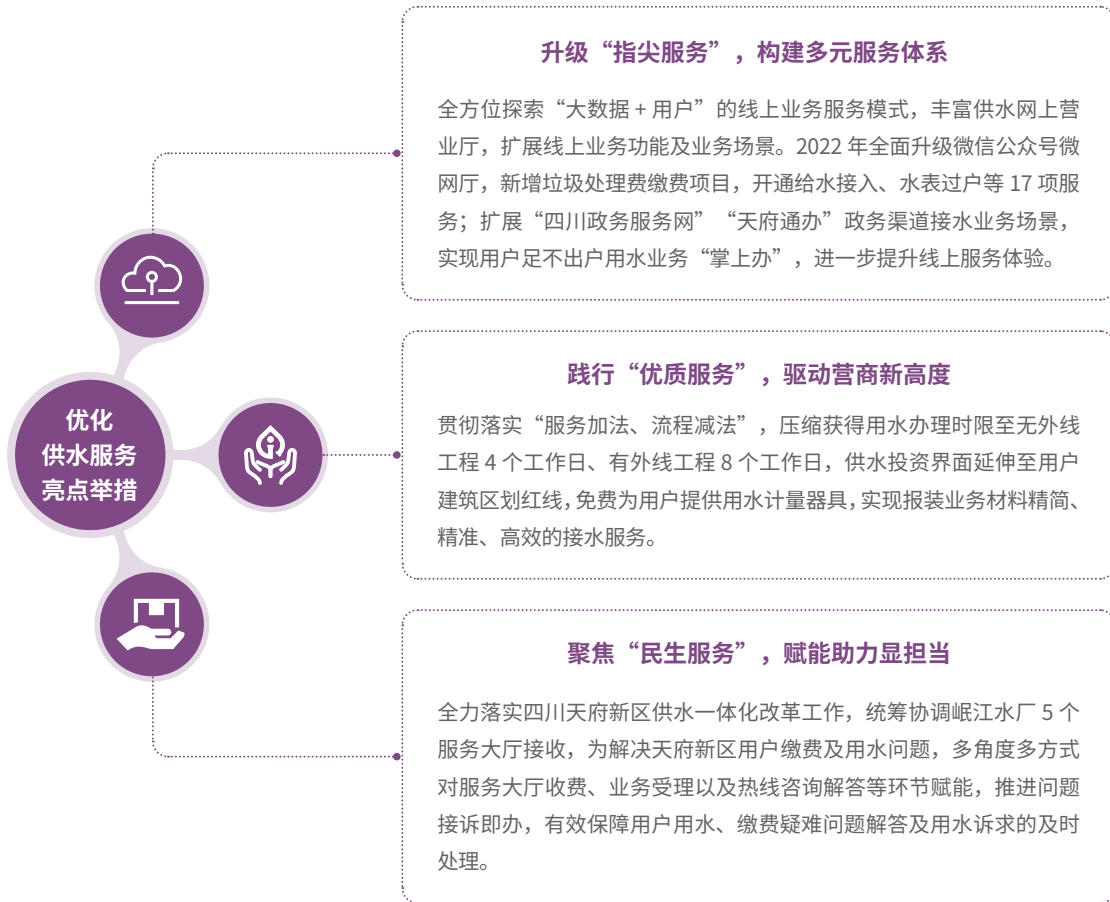 优化
供水服务
亮点举措
升级“指尖服务”，构建多元服务体系
全方位探索“大数据 + 用户”的线上业务服务模式，丰富供水网上营
业厅，扩展线上业务功能及业务场景。2022 年全面升级微信公众号微
网厅，新增垃圾处理费缴费项目，开通给水接入、水表过户等 17 项服
务；扩展“四川政务服务网”“天府通办”政务渠道接水业务场景，
实现用户足不出户用水业务“掌上办”，进一步提升线上服务体验。
践行“优质服务”，驱动营商新高度
贯彻落实“服务加法、流程减法”，压缩获得用水办理时限至无外线
工程 4 个工作日、有外线工程 8 个工作日，供水投资界面延伸至用户
建筑区划红线，免费为用户提供用水计量器具，实现报装业务材料精简、
精准、高效的接水服务。
聚焦“民生服务”，赋能助力显担当
全力落实四川天府新区供水一体化改革工作，统筹协调岷江水厂 5 个
服务大厅接收，为解决天府新区用户缴费及用水问题，多角度多方式
对服务大厅收费、业务受理以及热线咨询解答等环节赋能，推进问题
接诉即办，有效保障用户用水、缴费疑难问题解答及用水诉求的及时
处理。